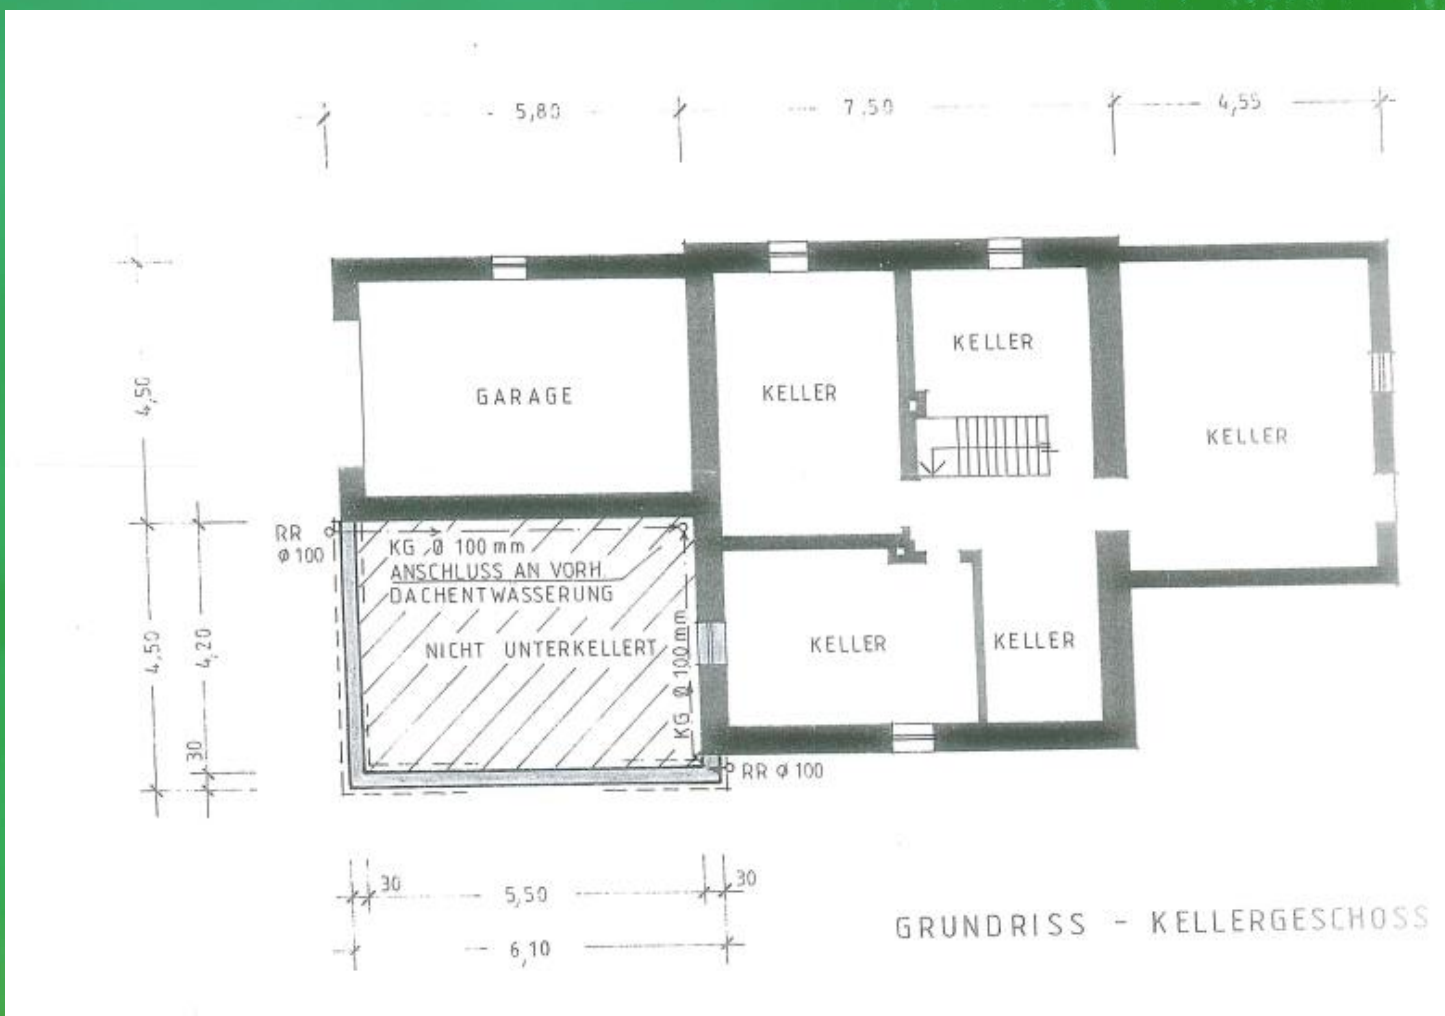 5,80
7,50
4,55
4,50
GARAGE
KELLER
KELLER
KELLER
RR
ø 100
KG Ø 100 mm
ANSCHLUSS AN VORH.
DACHENTWASSERUNG
NICHT UNTERKELLERT
KG Ø 100 mm
KELLER
KELLER
4,50
4,20
30
RR ø 100
30
5,50
30
6,10
GRUNDRISS - KELLERGESCHOSS